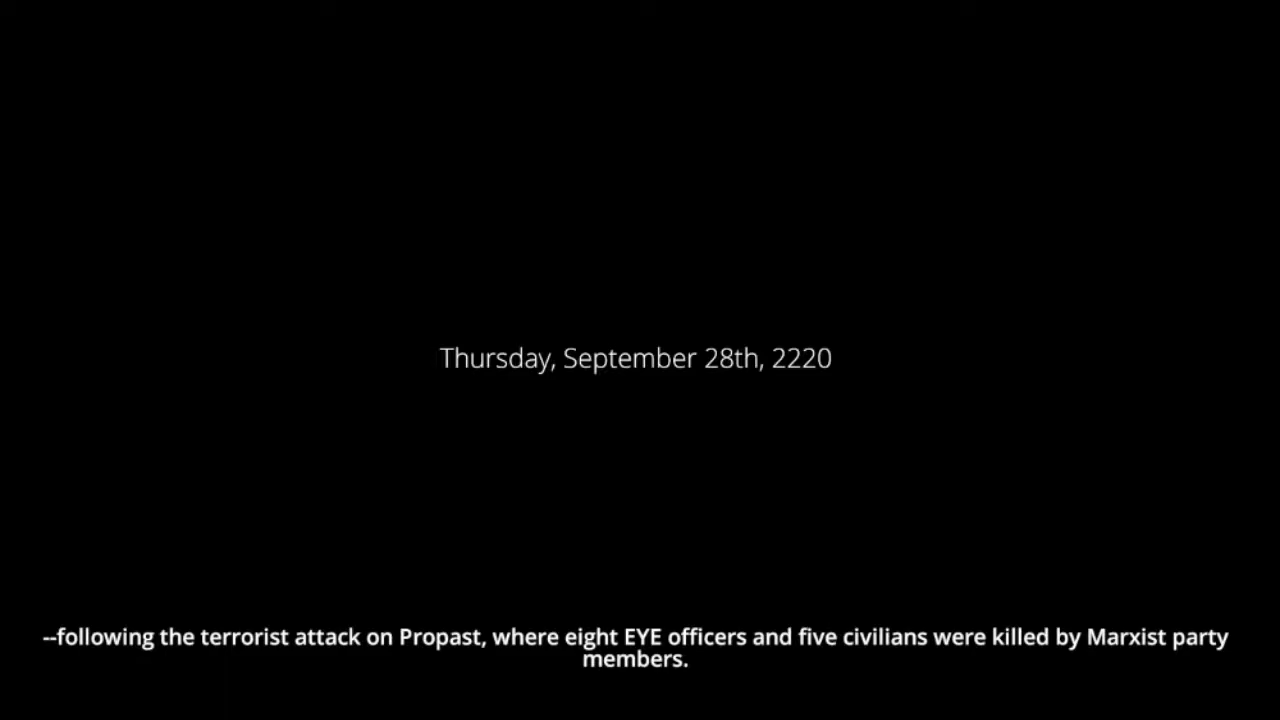 Thursday, September 28th, 2220
--following the terrorist attack on Propast, where eight EYE officers and five civilians were killed by Marxist party
members.